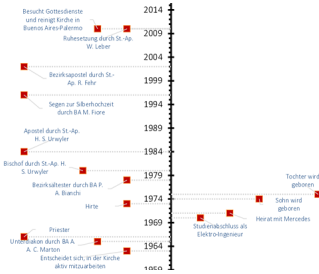 Besucht Gottesdienste
und reinigt Kirche in
Buenos Aires-Palermo
Ruhesetzung durch St.-Ap.
W. Leber
Bezirksapostel durch St.-
Ap. R. Fehr
Segen zur Silberhochzeit
durch BA M. Fiore
Apostel durch St.-Ap.
H. S. Urwyler
Bischof durch St.-Ap. H.
S. Urwyler
Bezirksältester durch BA P.
A. Bianchi
Hirte
Priester
Unterdiakon durch BA A.
A. C. Marton
Entscheidet sich, in der Kirche
aktiv mitzuarbeiten
2014
2009
2004
1999
1994
1989
1984
1979
1974
1969
1964
1959
Tochter wird
geboren
Sohn wird
geboren
Heirat mit Mercedes
Studienabschluss als
Elektro-Ingenieur